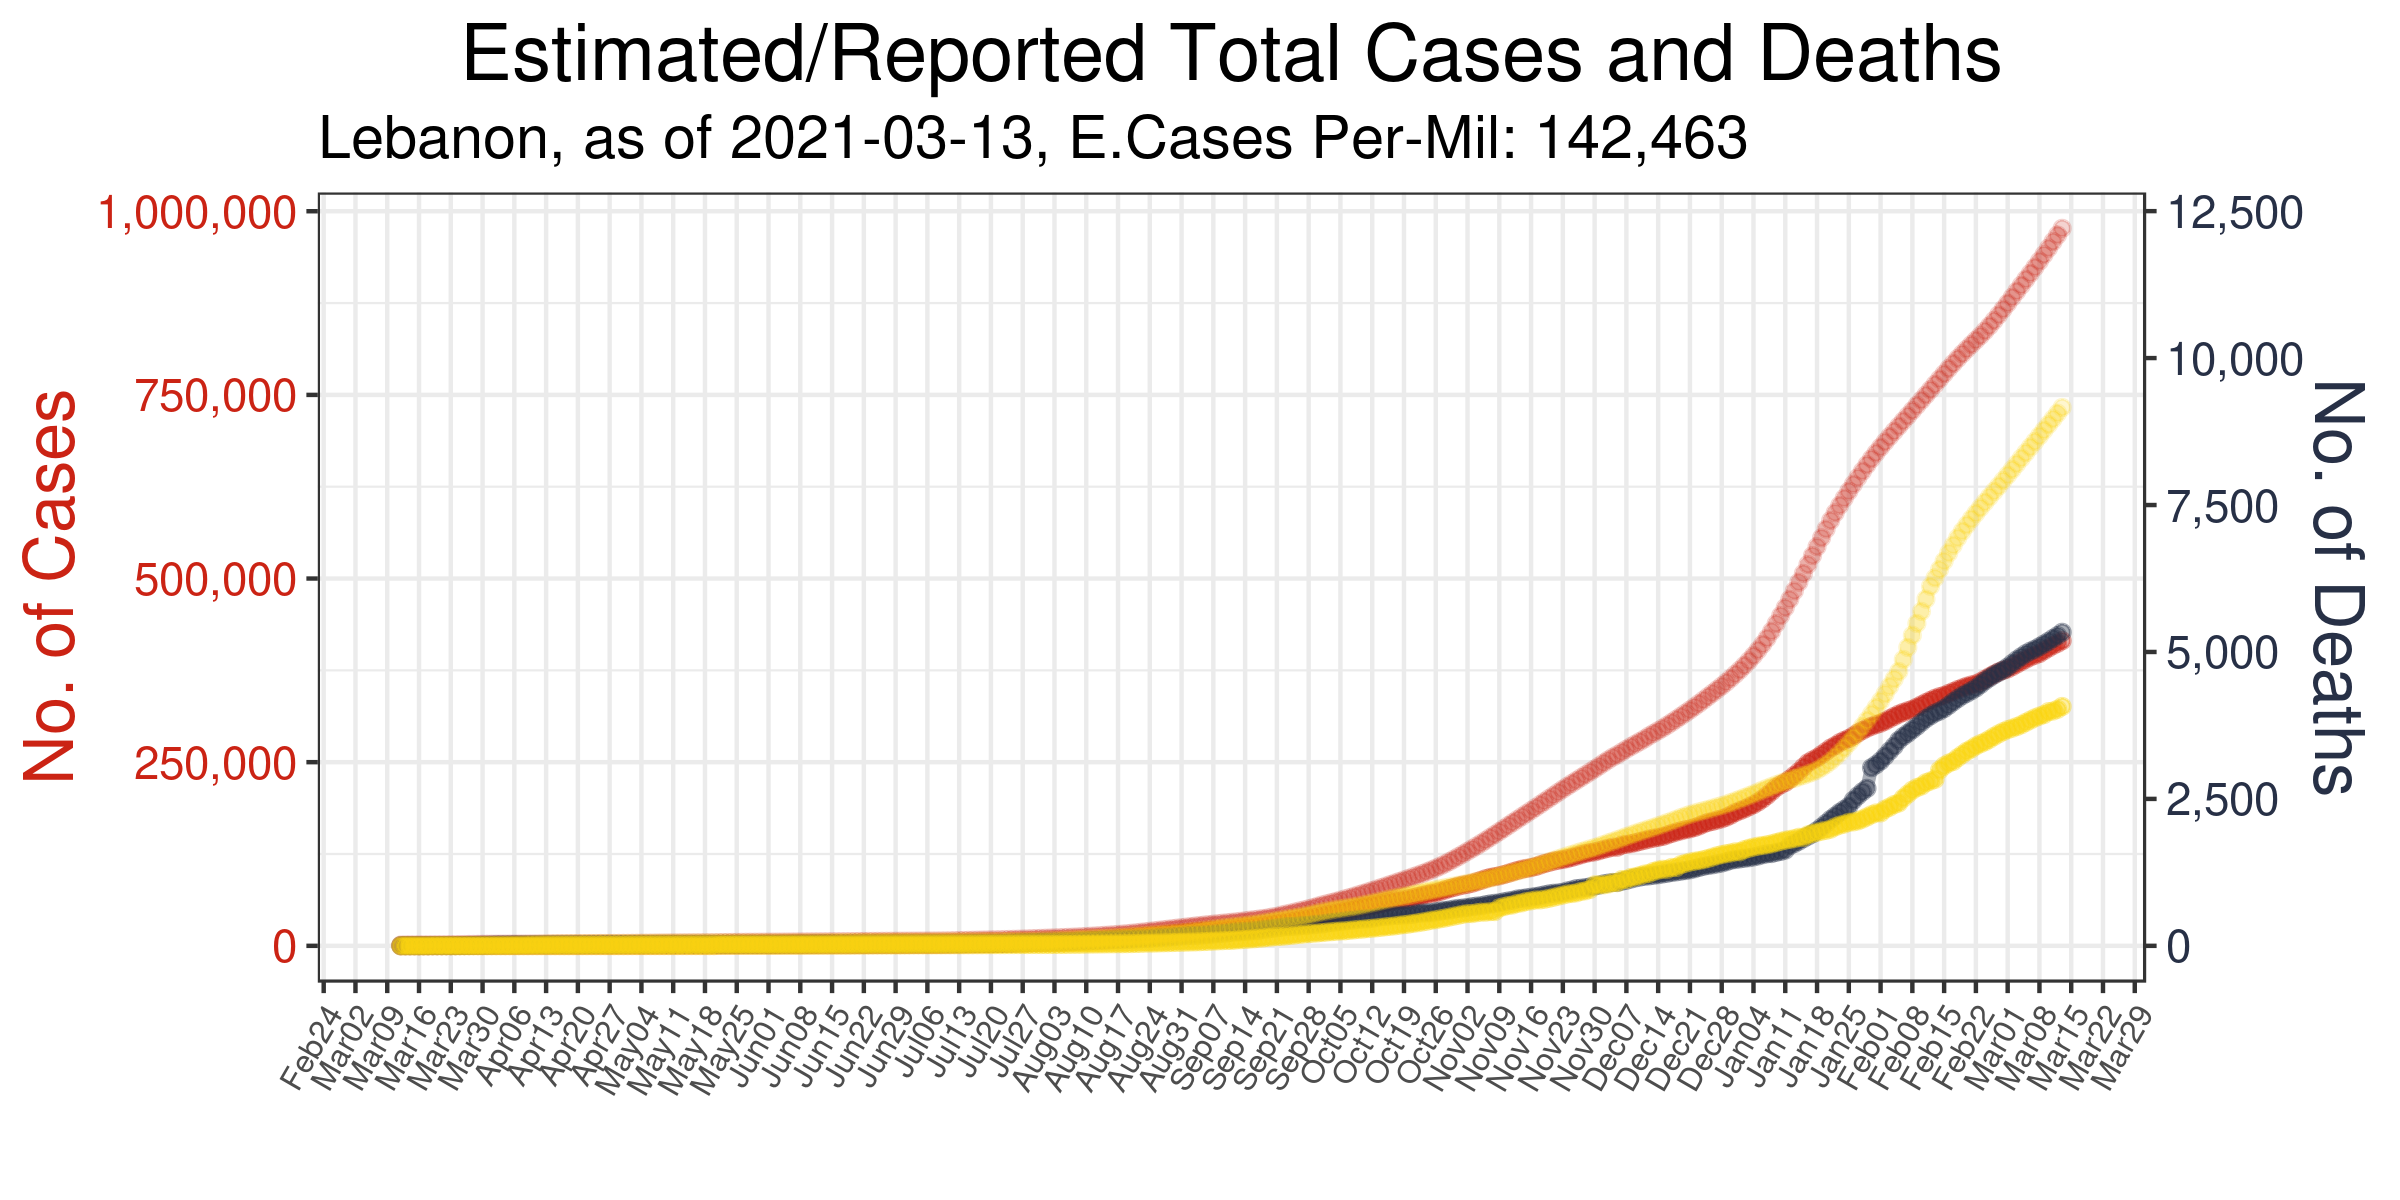 Estimated/Reported Total Cases and Deaths
Lebanon, as of 2021-03-13, E.Cases Per-Mil: 142,463
No. of Cases
1,000,000
750,000
500,000
250,000
0
12,500
10,000
7,500
5,000
2,500
0
No. of Deaths
Feb24 Mar02 Mar09 Mar16 Mar23 Mar30 Apr06 Apr13 Apr20 Apr27 May04 May11 May18 May25 Jun01 Jun08 Jun15 Jun22 Jun29 Jul06 Jul13 Jul20 Jul27 Aug03 Aug10 Aug17 Aug24 Aug31 Sep07 Sep14 Sep21 Sep28 Oct05 Oct12 Oct19 Oct26 Nov02 Nov09 Nov16 Nov23 Nov30 Dec07 Dec14 Dec21 Dec28 Jan04 Jan11 Jan18 Jan25 Feb01 Feb08 Feb15 Feb22 Mar01 Mar08 Mar15 Mar22 Mar29